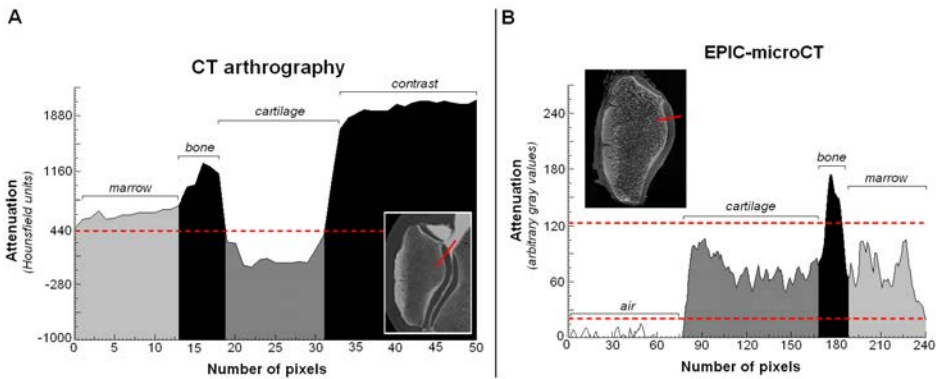 A
CT arthrography
contrast
cartilage
bone
marrow
Attenuation
(Hounsfield units)
1880
1160
440
-280
-1000
0 5 10 15 20 25 30 35 40 45 50
Number of pixels
B
EPIC-microCT
bone
marrow
cartilage
air
Attenuation
(arbitrary gray values)
240
180
120
60
0
0 30 60 90 120 150 180 210 240
Number of pixels